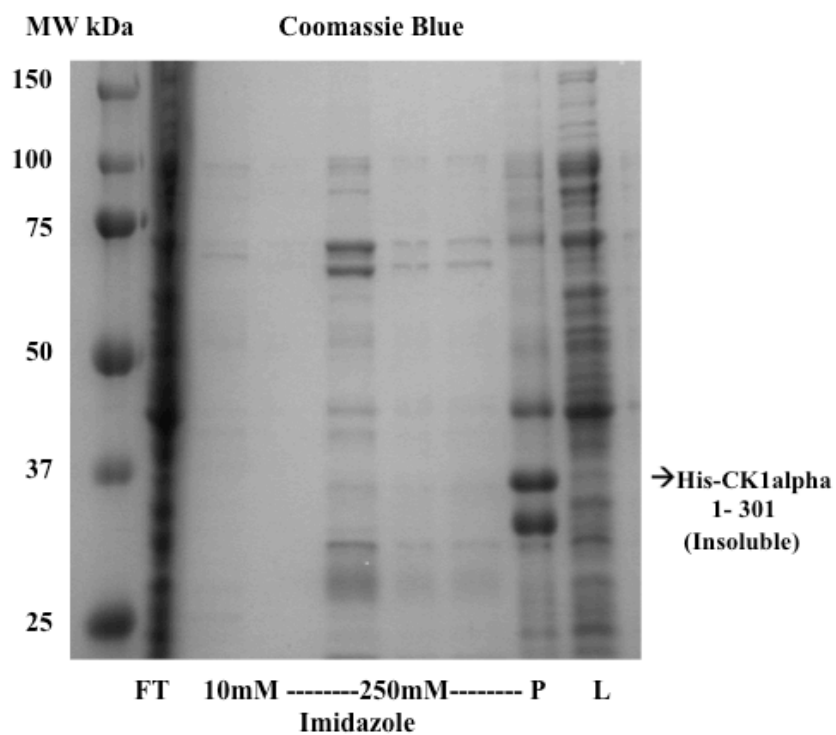 MW kDa Coomassie Blue
150
100
75
50
37
25
→His-CK1alpha
1- 301
(Insoluble)
FT 10mM --------250mM-------- P L
Imidazole